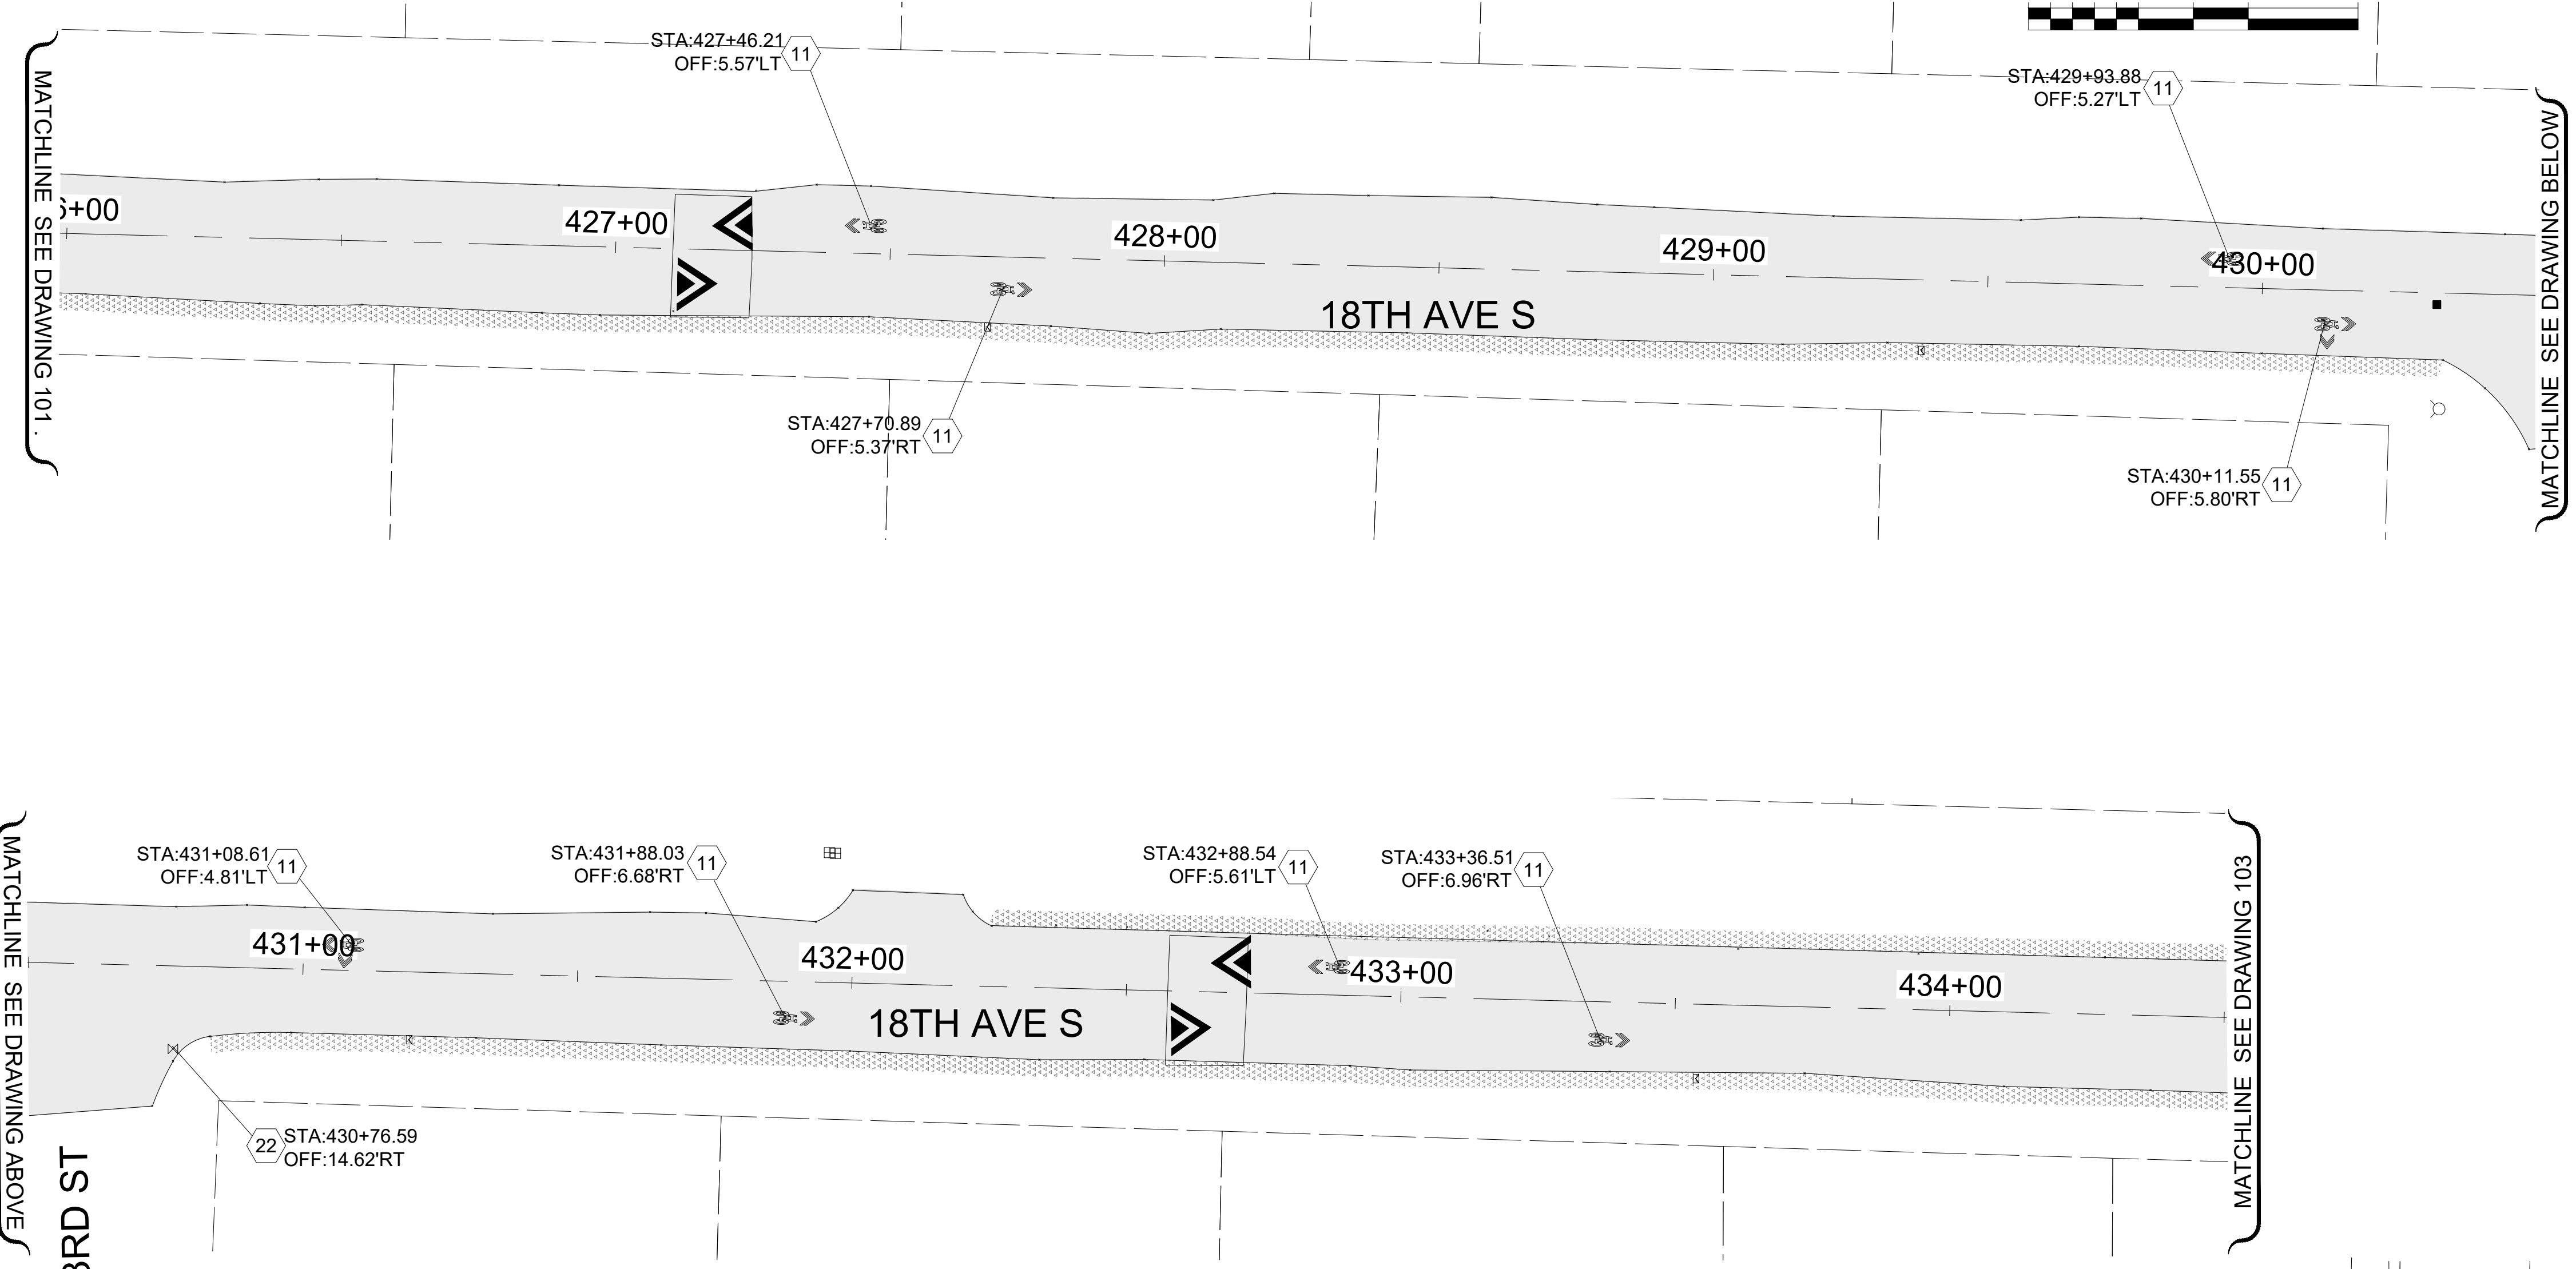 STA:427+46.21
OFF:5.57'LT
11
STA:429+93.88
OFF:5.27'LT
11
MATCHLINE SEE DRAWING 101 .
6+00
427+00
428+00
429+00
430+00
18TH AVE S
MATCHLINE SEE DRAWING BELOW
STA:427+70.89
OFF:5.37'RT
11
STA:430+11.55
OFF:5.80'RT
11
MATCHLINE SEE DRAWING ABOVE
STA:431+08.61
OFF:4.81'LT
11
STA:431+88.03
OFF:6.68'RT
11
STA:432+88.54
OFF:5.61'LT
11
STA:433+36.51
OFF:6.96'RT
11
431+00
432+00
433+00
434+00
18TH AVE S
MATCHLINE SEE DRAWING 103
22
STA:430+76.59
OFF:14.62'RT
3RD ST